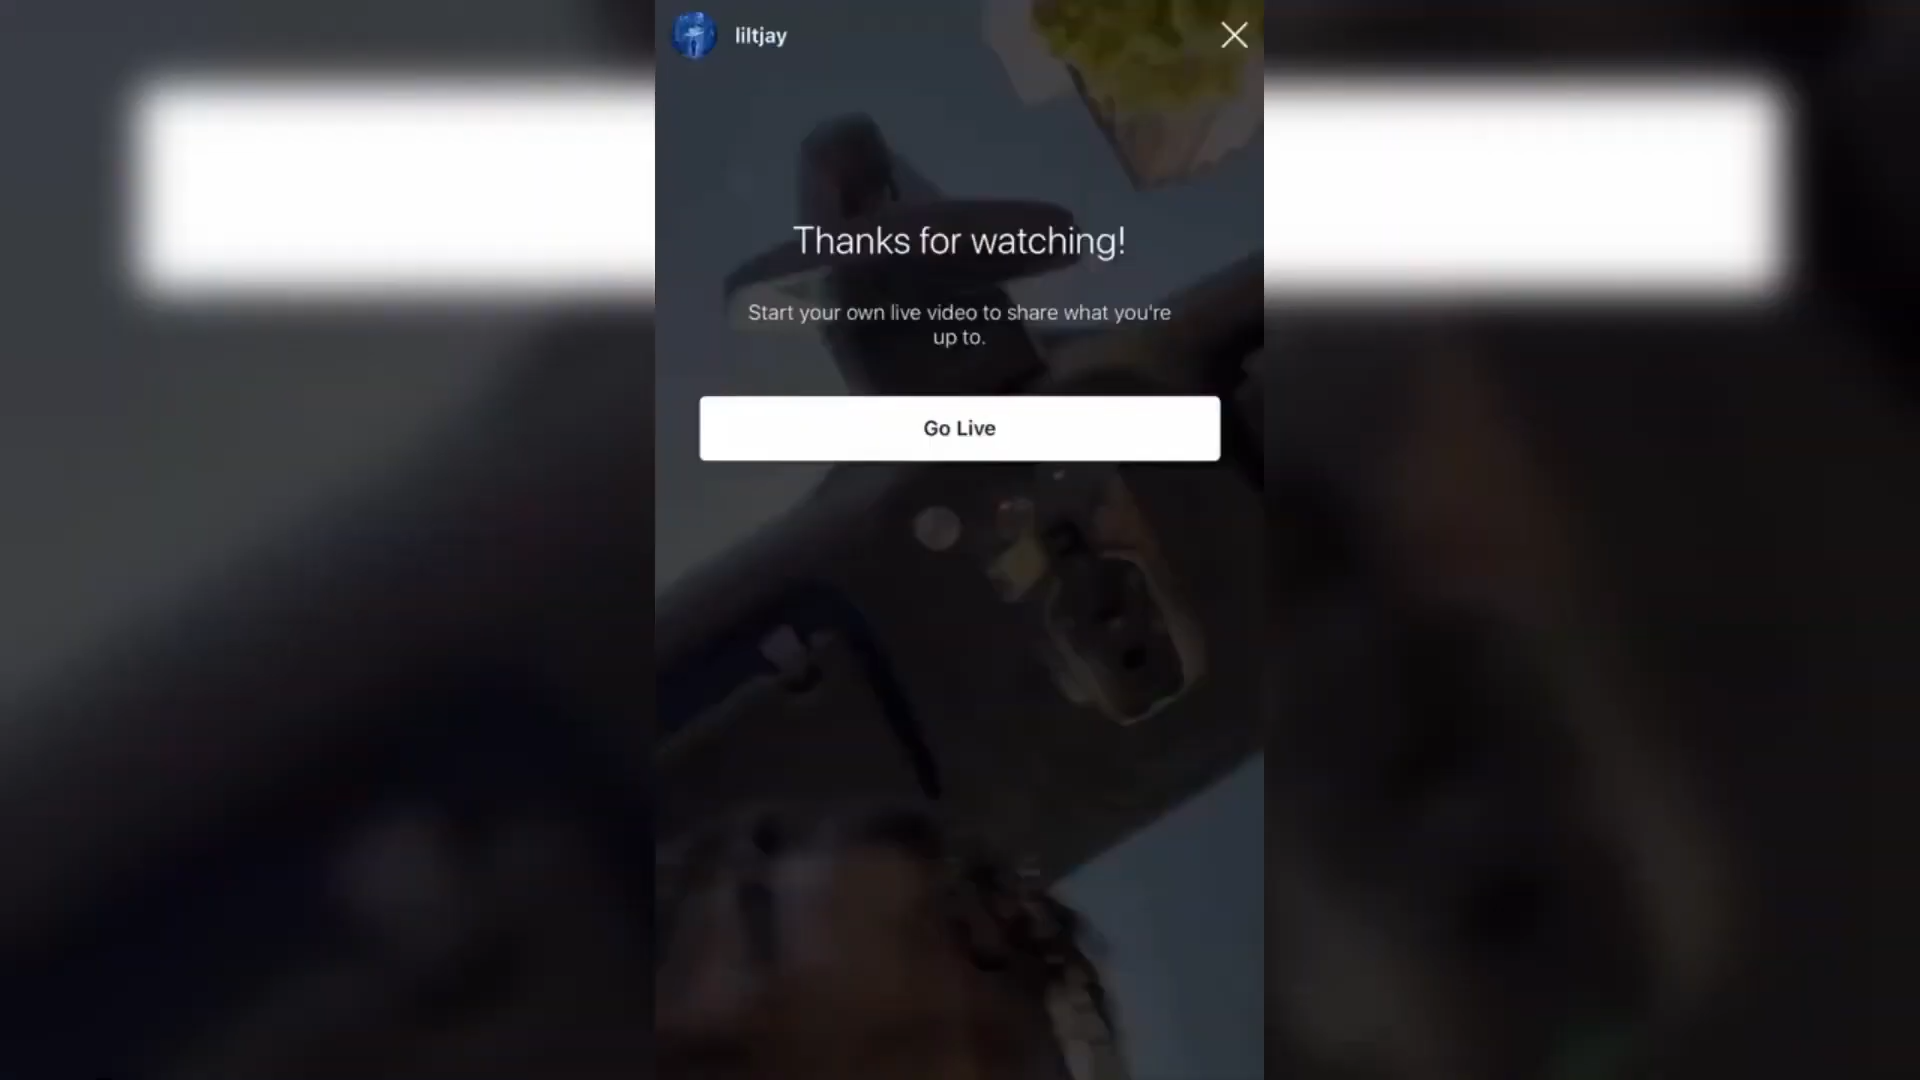 liltjay
Thanks for watching!
Start your own live video to share what you're
up to.
Go Live